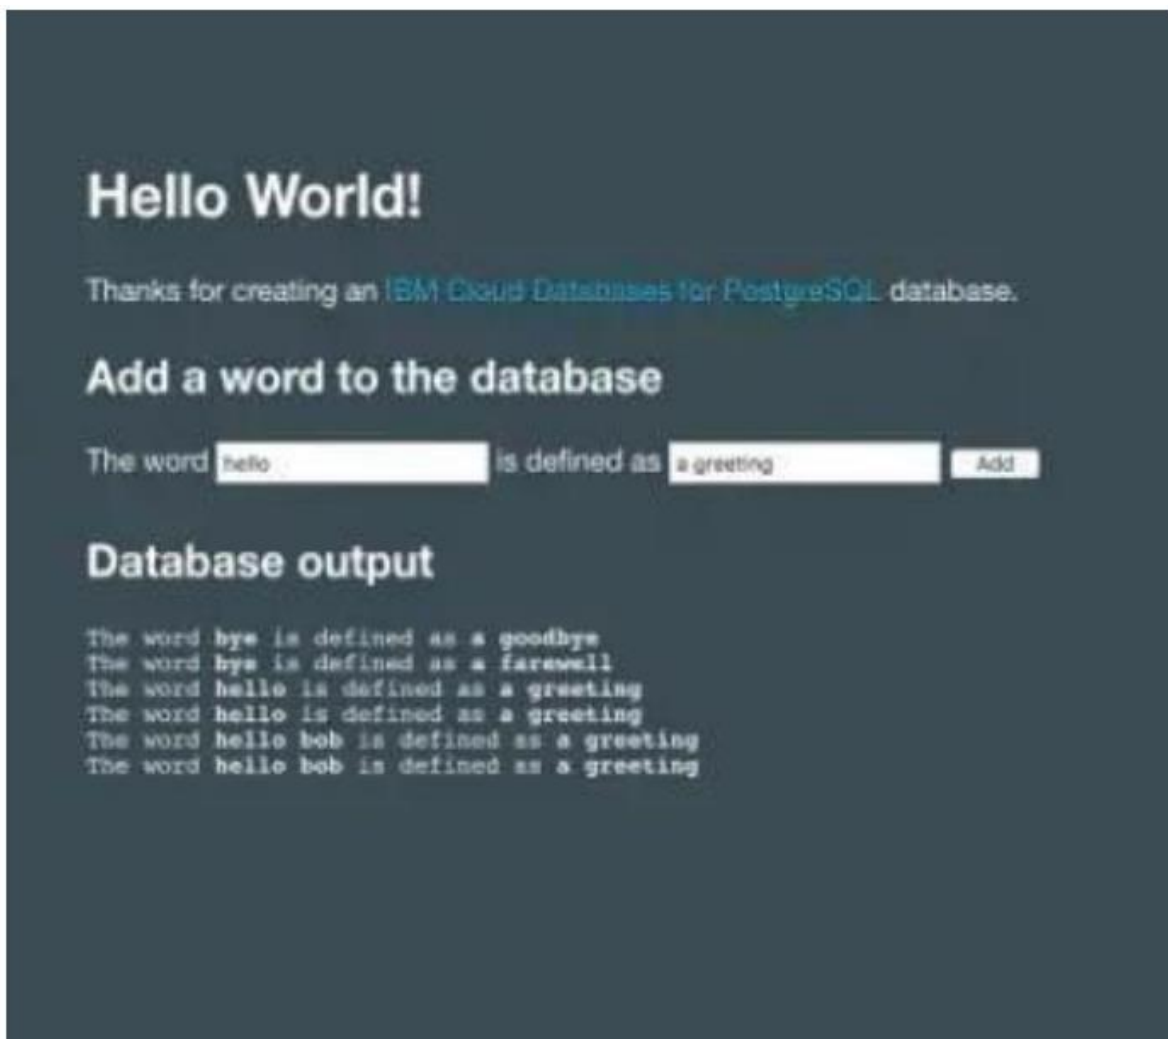 Hello World!
Thanks for creating an IBM Cloud Databases for PostgreSQL database.
Add a word to the database
The word hello is defined as a greeting Add
Database output
The word bye is defined as a goodbye
The word bye is defined as a farewell
The word hello is defined as a greeting
The word hello is defined as a greeting
The word hello bob is defined as a greeting
The word hello bob is defined as a greeting